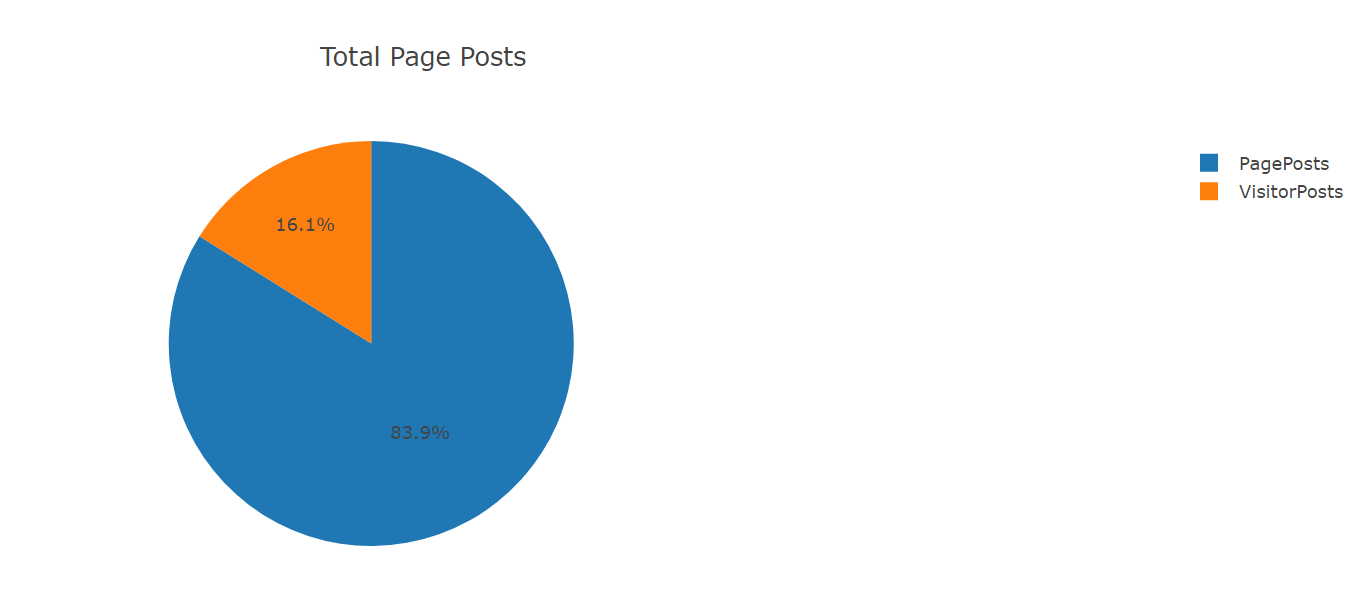 Total Page Posts
PagePosts
VisitorPosts
16.1%
83.9%